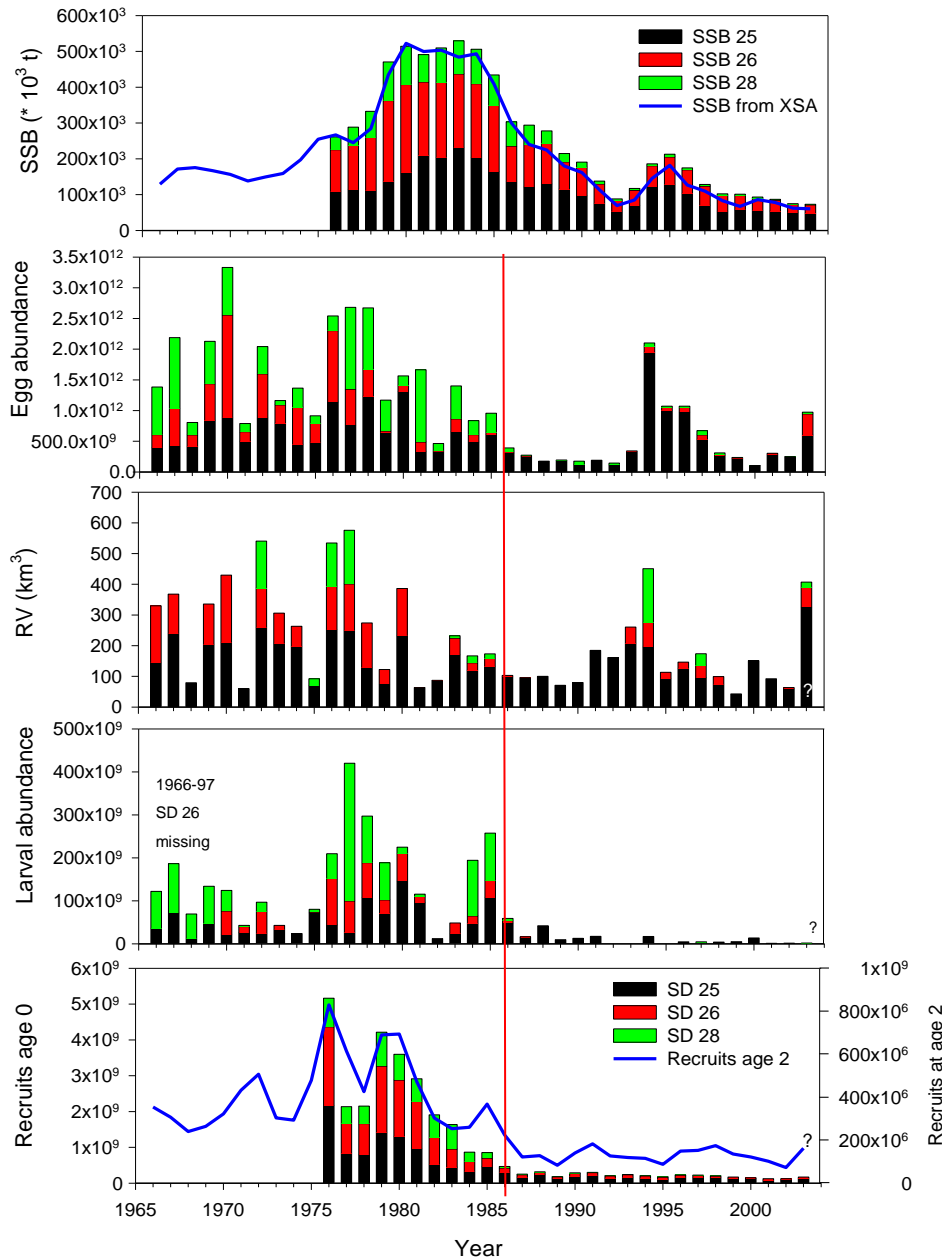 600x10³
500x10³
400x10³
300x10³
200x10³
100x10³
0
SSB (* 10³ t)
SSB 25
SSB 26
SSB 28
SSB from XSA
3.5x10¹²
3.0x10¹²
2.5x10¹²
2.0x10¹²
1.5x10¹²
1.0x10¹²
500.0x10⁹
0.0
Egg abundance
700
600
500
400
300
200
100
0
RV (km³)
?
500x10⁹
400x10⁹
300x10⁹
200x10⁹
100x10⁹
0
Larval abundance
1966-97
SD 26
missing
?
6x10⁹
5x10⁹
4x10⁹
3x10⁹
2x10⁹
1x10⁹
0
Recruits age 0
SD 25
SD 26
SD 28
Recruits age 2
?
1x10⁹
800x10⁶
600x10⁶
400x10⁶
200x10⁶
0
Recruits at age 2
1965 1970 1975 1980 1985 1990 1995 2000
Year